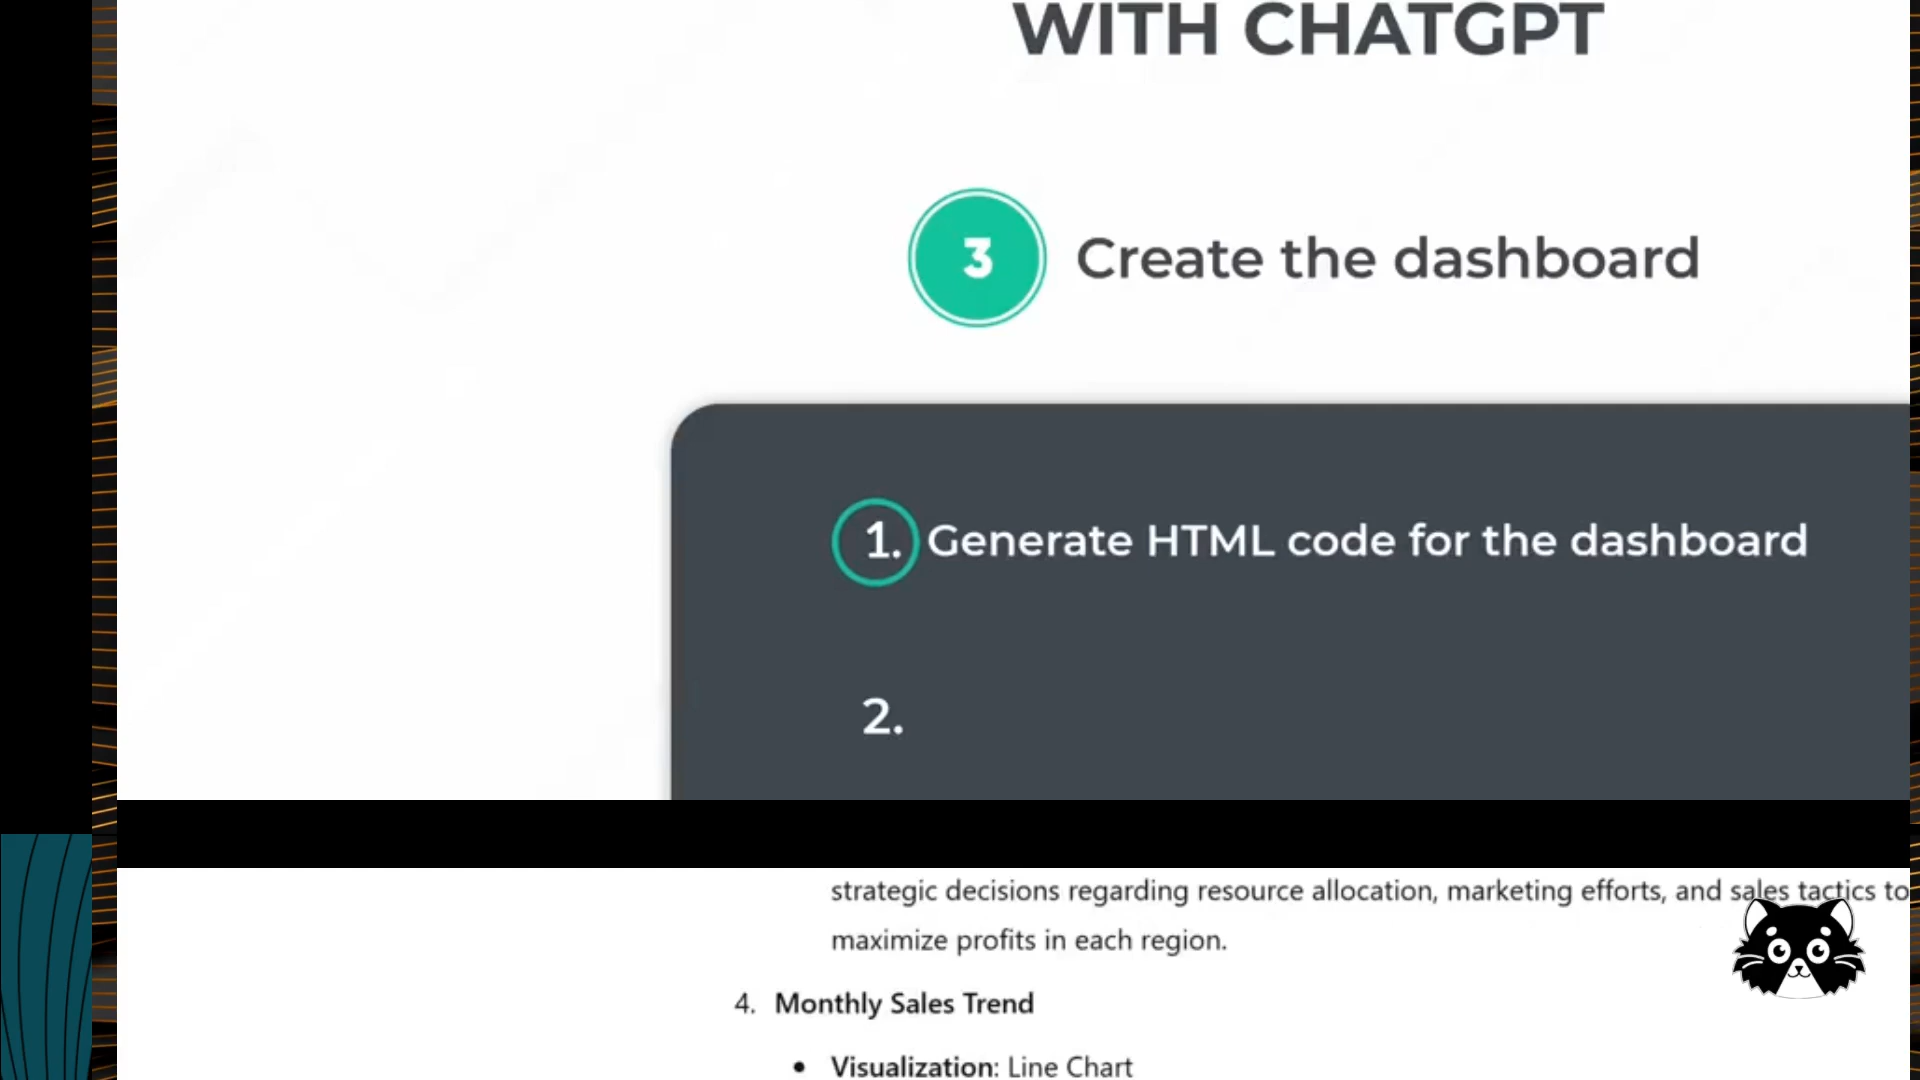 WITH CHATGPT
3 Create the dashboard
1. Generate HTML code for the dashboard
2.
strategic decisions regarding resource allocation, marketing efforts, and sales tactics to
maximize profits in each region.
4. Monthly Sales Trend
• Visualization: Line Chart